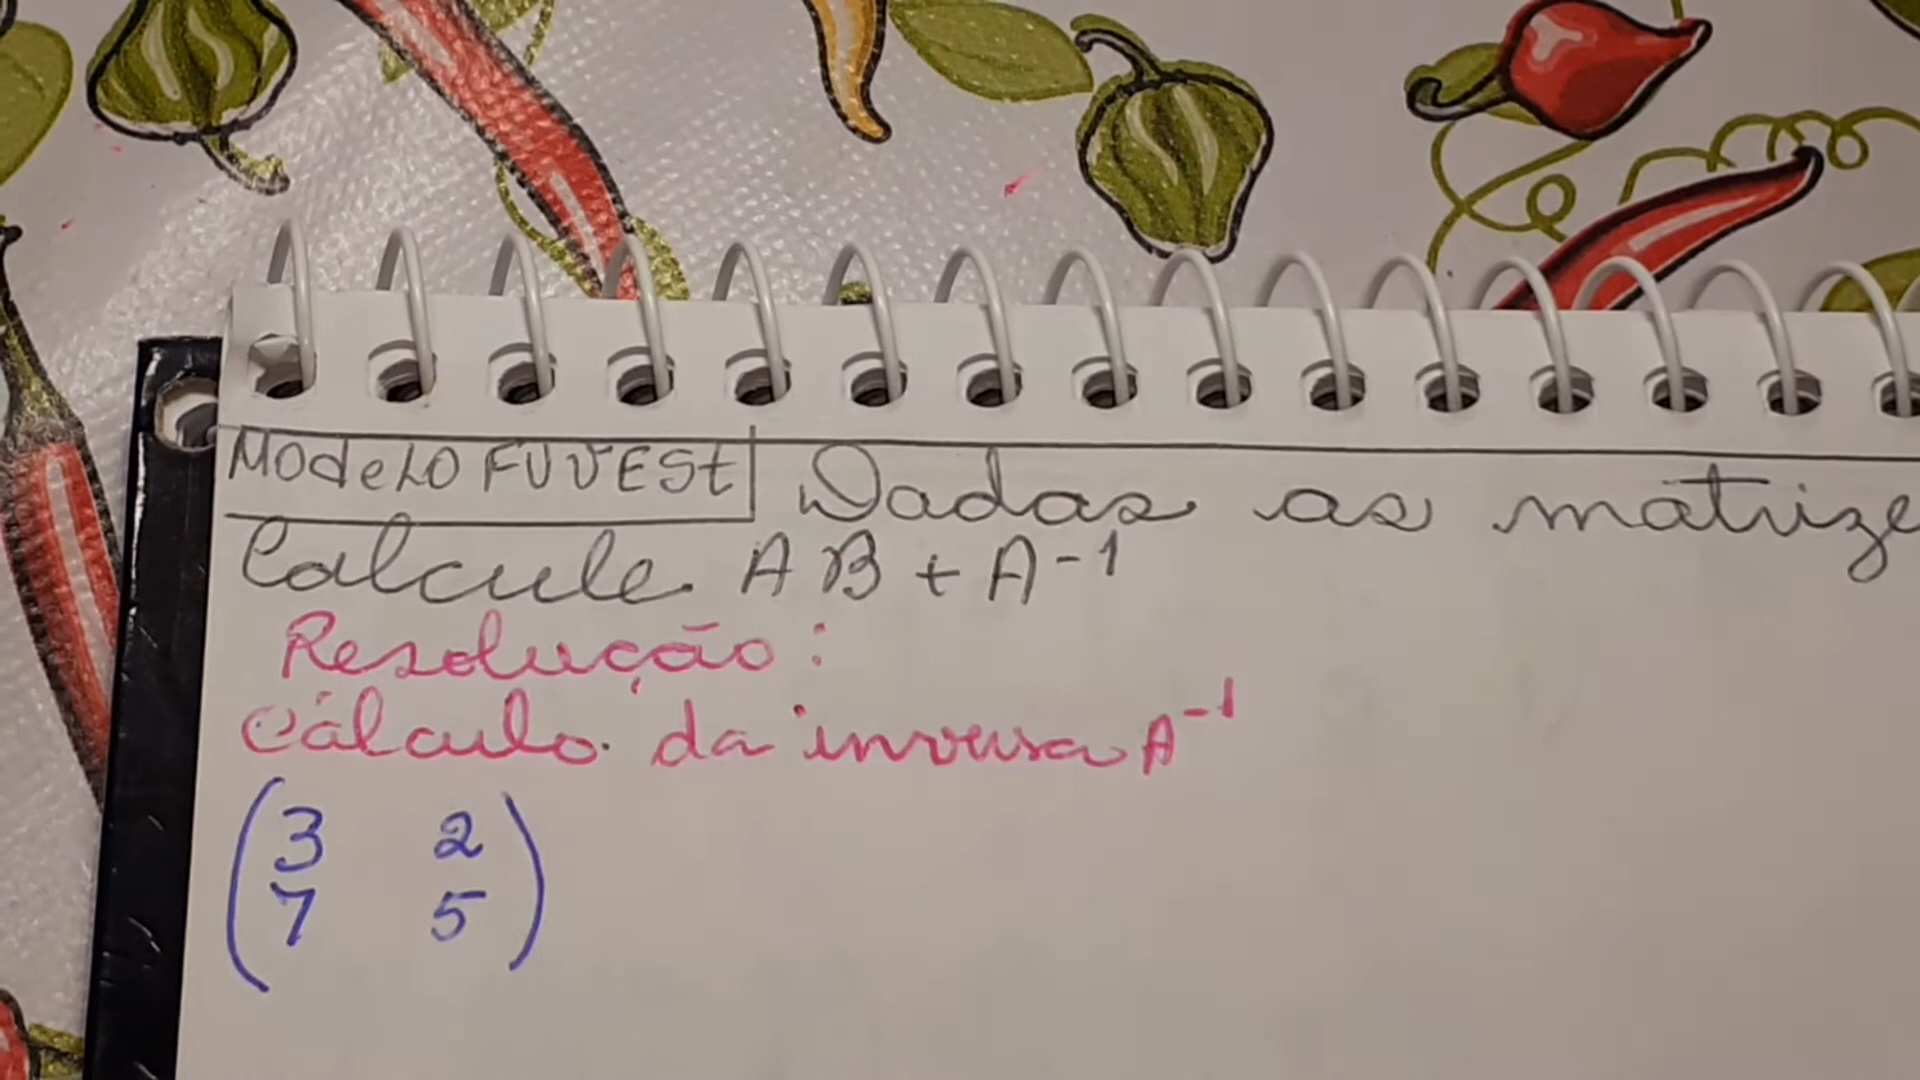 Modelo FUVESt Dadas as matrize
Calcule AB + A⁻¹
Resolução:
Cálculo da inversa A⁻¹
3 2
7 5